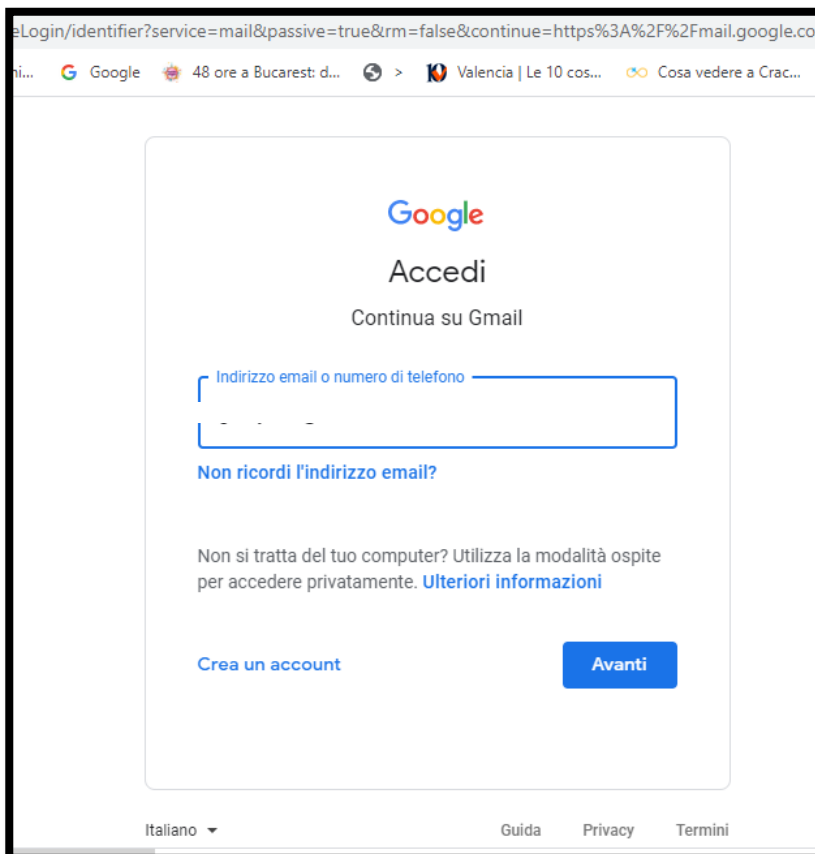 eLogin/identifier?service=mail&passive=true&rm=false&continue=https%3A%2F%2Fmail.google.co
ni... Google 48 ore a Bucarest: d... > Valencia | Le 10 cos... Cosa vedere a Crac...
Google
Accedi
Continua su Gmail
Indirizzo email o numero di telefono
Non ricordi l'indirizzo email?
Non si tratta del tuo computer? Utilizza la modalità ospite
per accedere privatamente. Ulteriori informazioni
Crea un account Avanti
Italiano Guida Privacy Termini